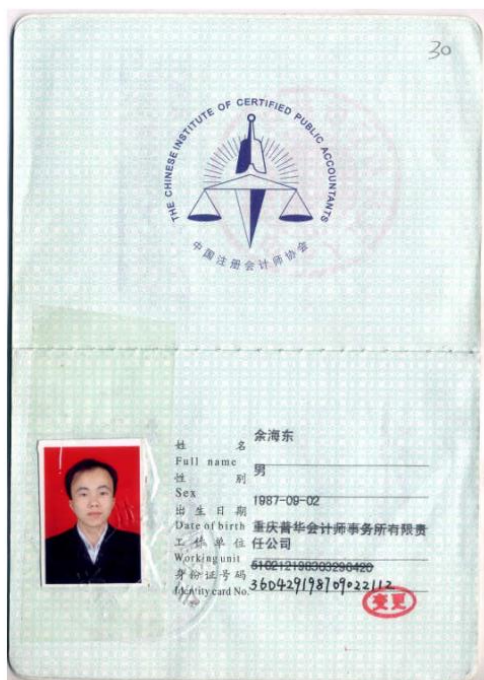 30
THE CHINESE INSTITUTE OF CERTIFIED PUBLIC ACCOUNTANTS
中国注册会计师协会
姓 名 余海东
Full name
性 别 男
Sex
出生日期 1987-09-02
Date of birth
工作单位 重庆普华会计师事务所有限责
Working unit 任公司
身份证号码
Identity card No. 360429198709022112
变更